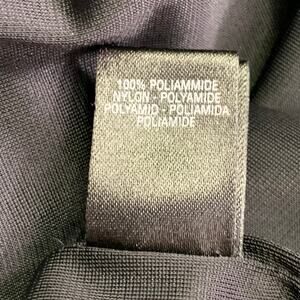 100% POLIAMMIDE
NYLON - POLYAMIDE
POLYAMID - POLIAMIDA
POLIAMIDE